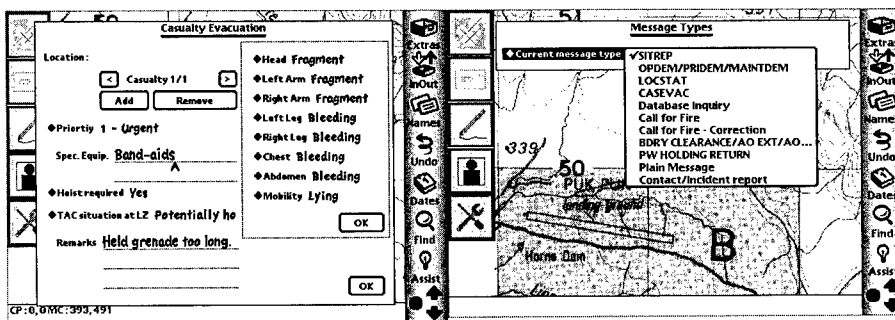 51
Casualty Evacuation
Location:
Casualty 1/1
Add Remove
◆Priortiy 1 - Urgent
Spec. Equip. Band-aids
◆Hoist required Yes
◆TAC situation at LZ Potentially ho
Remarks Held grenade too long.
◆Head Fragment
◆Left Arm Fragment
◆Right Arm Fragment
◆Left Leg Bleeding
◆Right Leg Bleeding
◆Chest Bleeding
◆Abdomen Bleeding
◆Mobility Lying
OK
OK
CP:0,0MC:393,491
Extras
InOut
Names
Undo
Dates
Find
Assist
Message Types
◆Current message type
✓SITREP
OPDEM/PRIDEM/MAINTDEM
LOCSTAT
CASEVAC
Database Inquiry
Call for Fire
Call for Fire - Correction
BDRY CLEARANCE/AO EXT/AO...
PW HOLDING RETURN
Plain Message
Contact/Incident report
339
50
landing ground
Horne Dam
B
Extras
InOut
Names
Undo
Dates
Find
Assist